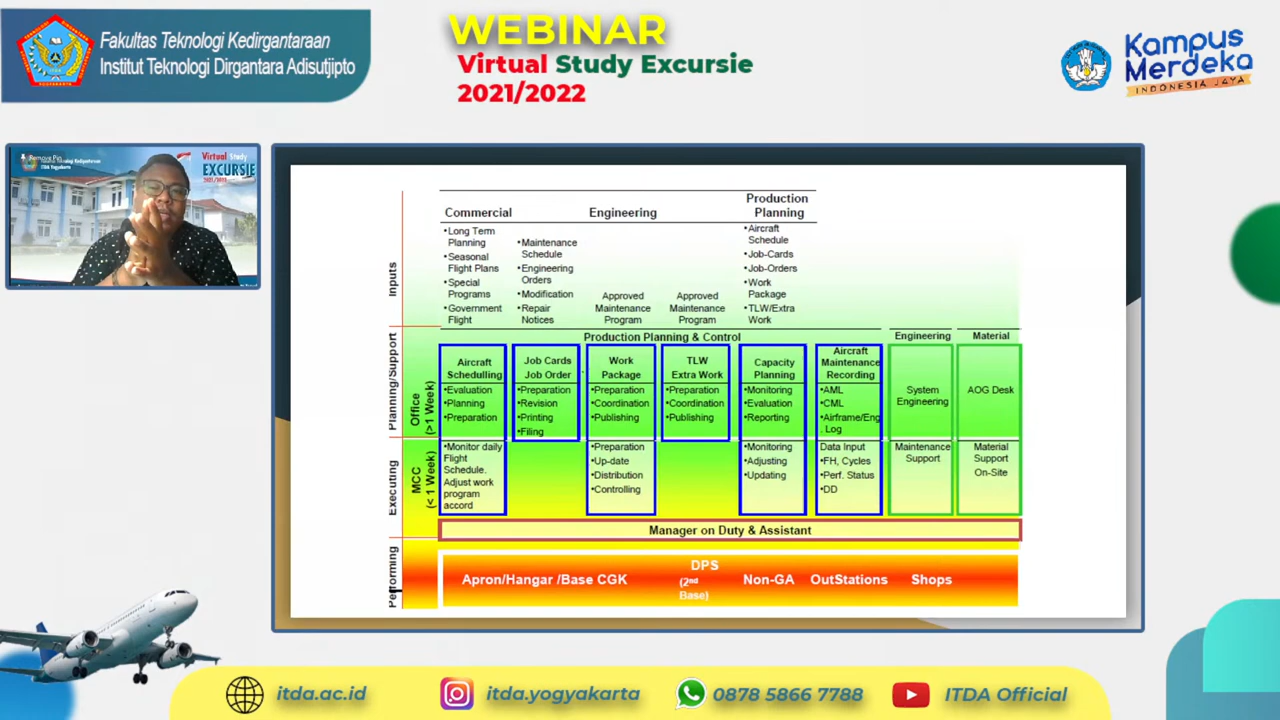 Fakultas Teknologi Kedirgantaraan
Institut Teknologi Dirgantara Adisutjipto
WEBINAR
Virtual Study Excursie
2021/2022
Kampus
Merdeka
INDONESIA JAYA
Remove Pin
ITDA Yogyakarta
Virtual Study
EXCURSIE
2021/2022
Inputs
Commercial
•Long Term
Planning
•Seasonal
Flight Plans
•Special
Programs
•Government
Flight
Engineering
•Maintenance
Schedule
•Engineering
Orders
•Modification
•Repair
Notices
Approved
Maintenance
Program
Approved
Maintenance
Program
Production
Planning
•Aircraft
Schedule
•Job-Cards
•Job-Orders
•Work
Package
•TLW/Extra
Work
Planning/Support
Office
(>1 Week)
Production Planning & Control
Engineering
Material
Aircraft
Schedulling
•Evaluation
•Planning
•Preparation
Job Cards
Job Order
•Preparation
•Revision
•Printing
•Filing
Work
Package
•Preparation
•Coordination
•Publishing
TLW
Extra Work
•Preparation
•Coordination
•Publishing
Capacity
Planning
•Monitoring
•Evaluation
•Reporting
Aircraft
Maintenance
Recording
•AML
•CML
•Airframe/Eng
. Log
System
Engineering
AOG Desk
Executing
MCC
(< 1 Week)
•Monitor daily
Flight
Schedule.
Adjust work
program
accord
•Preparation
•Up-date
•Distribution
•Controlling
•Monitoring
•Adjusting
•Updating
Data Input
•FH, Cycles
•Perf. Status
•DD
Maintenance
Support
Material
Support
On-Site
Manager on Duty & Assistant
Performing
Apron/Hangar /Base CGK
DPS
(2nd
Base)
Non-GA
OutStations
Shops
itda.ac.id
itda.yogyakarta
0878 5866 7788
ITDA Official